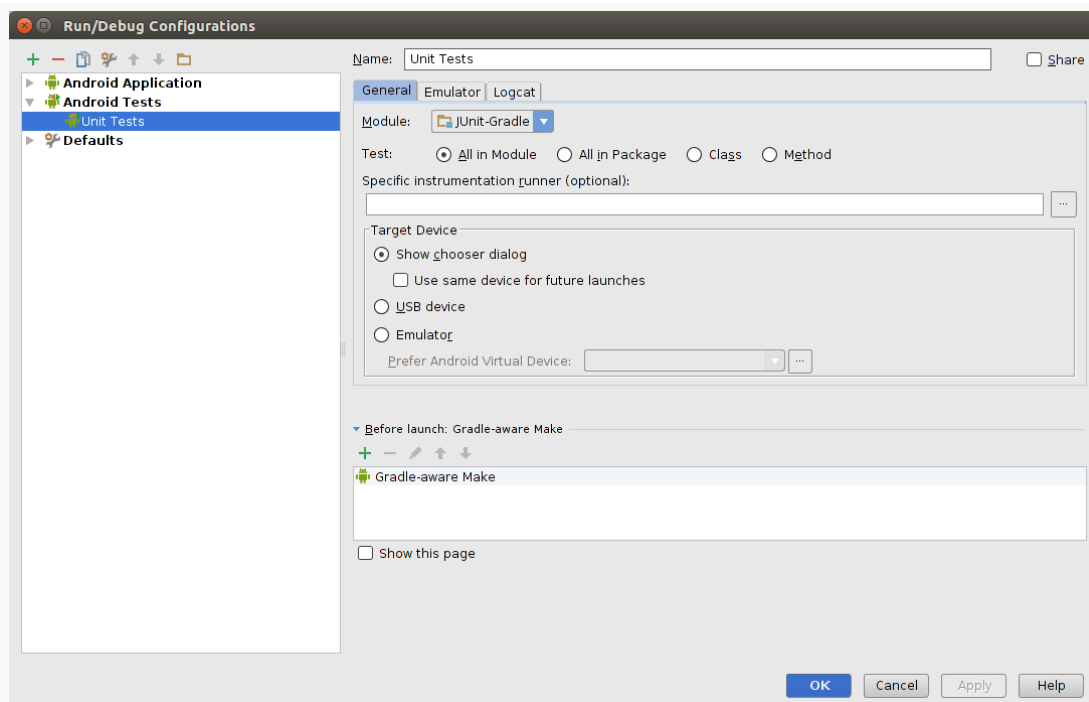 Run/Debug Configurations
Name: Unit Tests
Share
Android Application
Android Tests
Unit Tests
Defaults
General Emulator Logcat
Module: JUnit-Gradle
Test: All in Module All in Package Class Method
Specific instrumentation runner (optional):
...
Target Device
Show chooser dialog
Use same device for future launches
USB device
Emulator
Prefer Android Virtual Device: ...
Before launch: Gradle-aware Make
Gradle-aware Make
Show this page
OK Cancel Apply Help